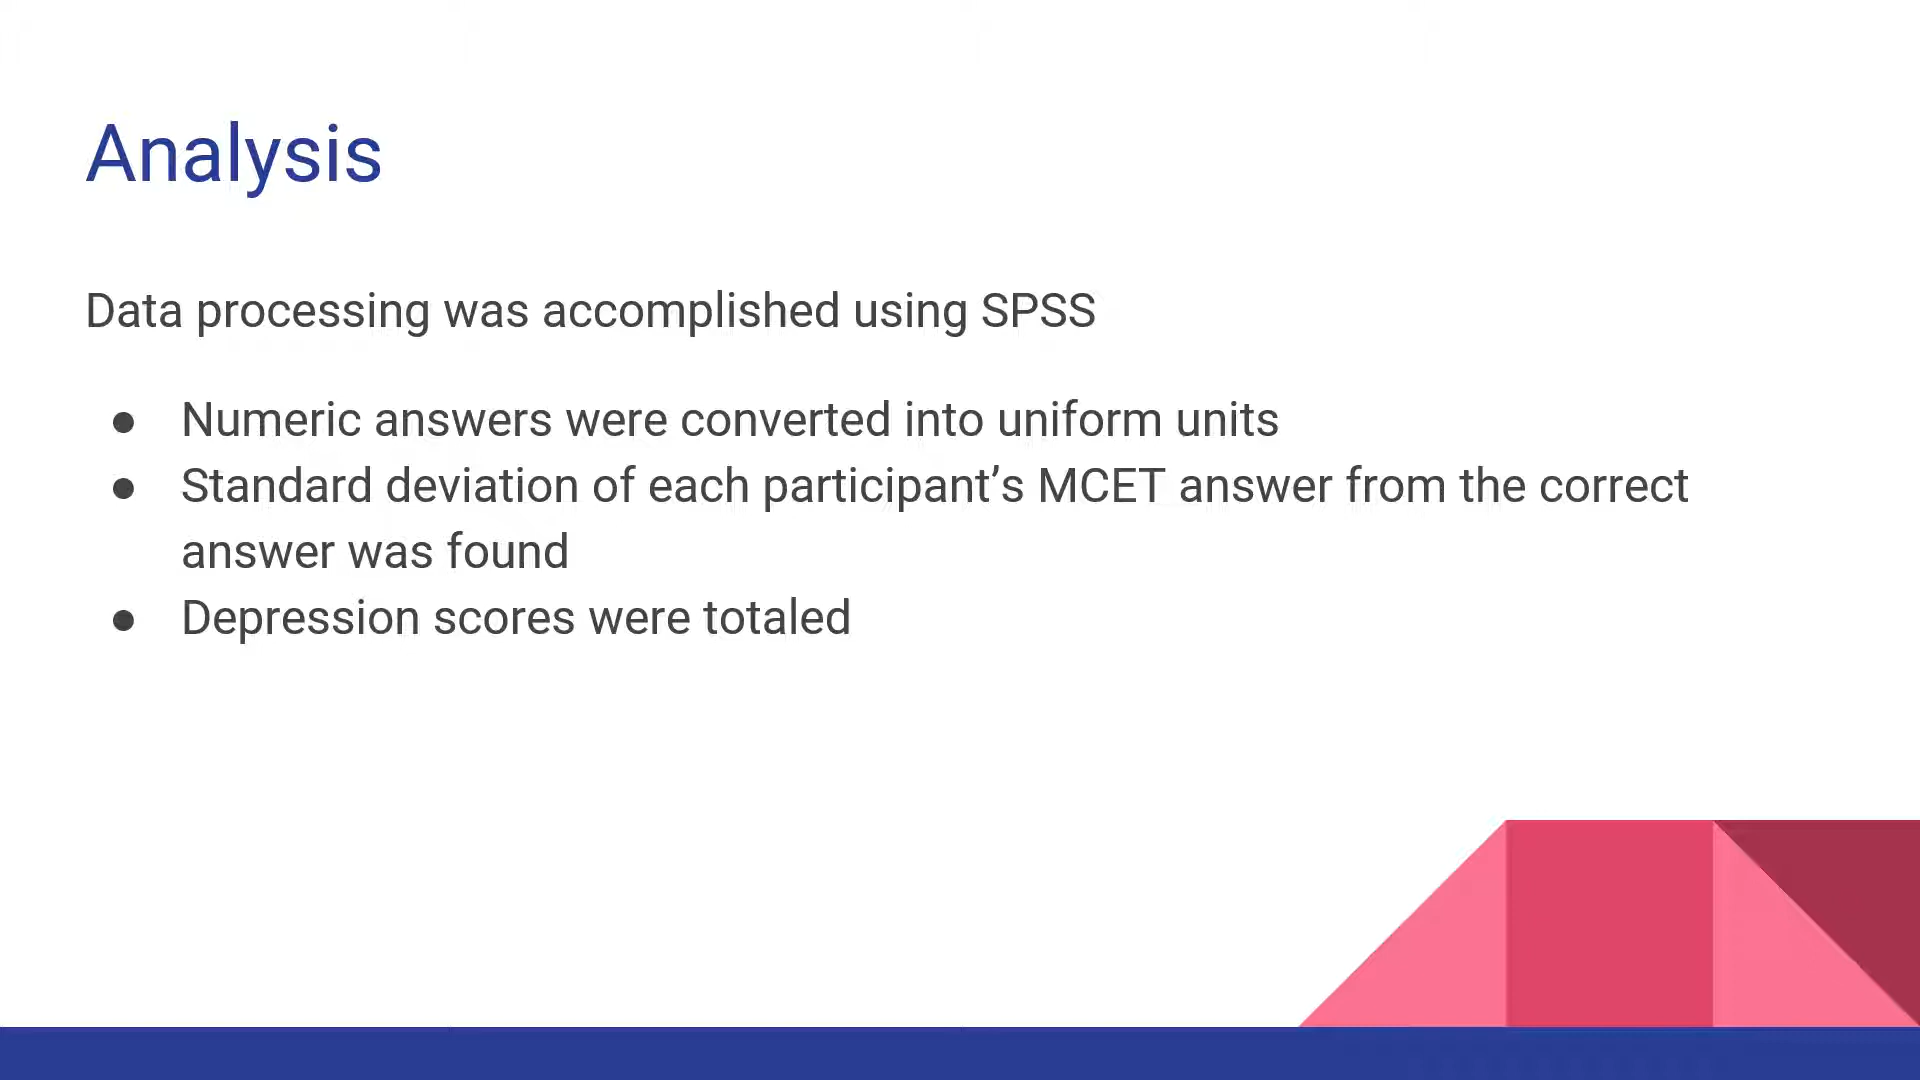 Analysis
Data processing was accomplished using SPSS
● Numeric answers were converted into uniform units
● Standard deviation of each participant’s MCET answer from the correct
answer was found
● Depression scores were totaled